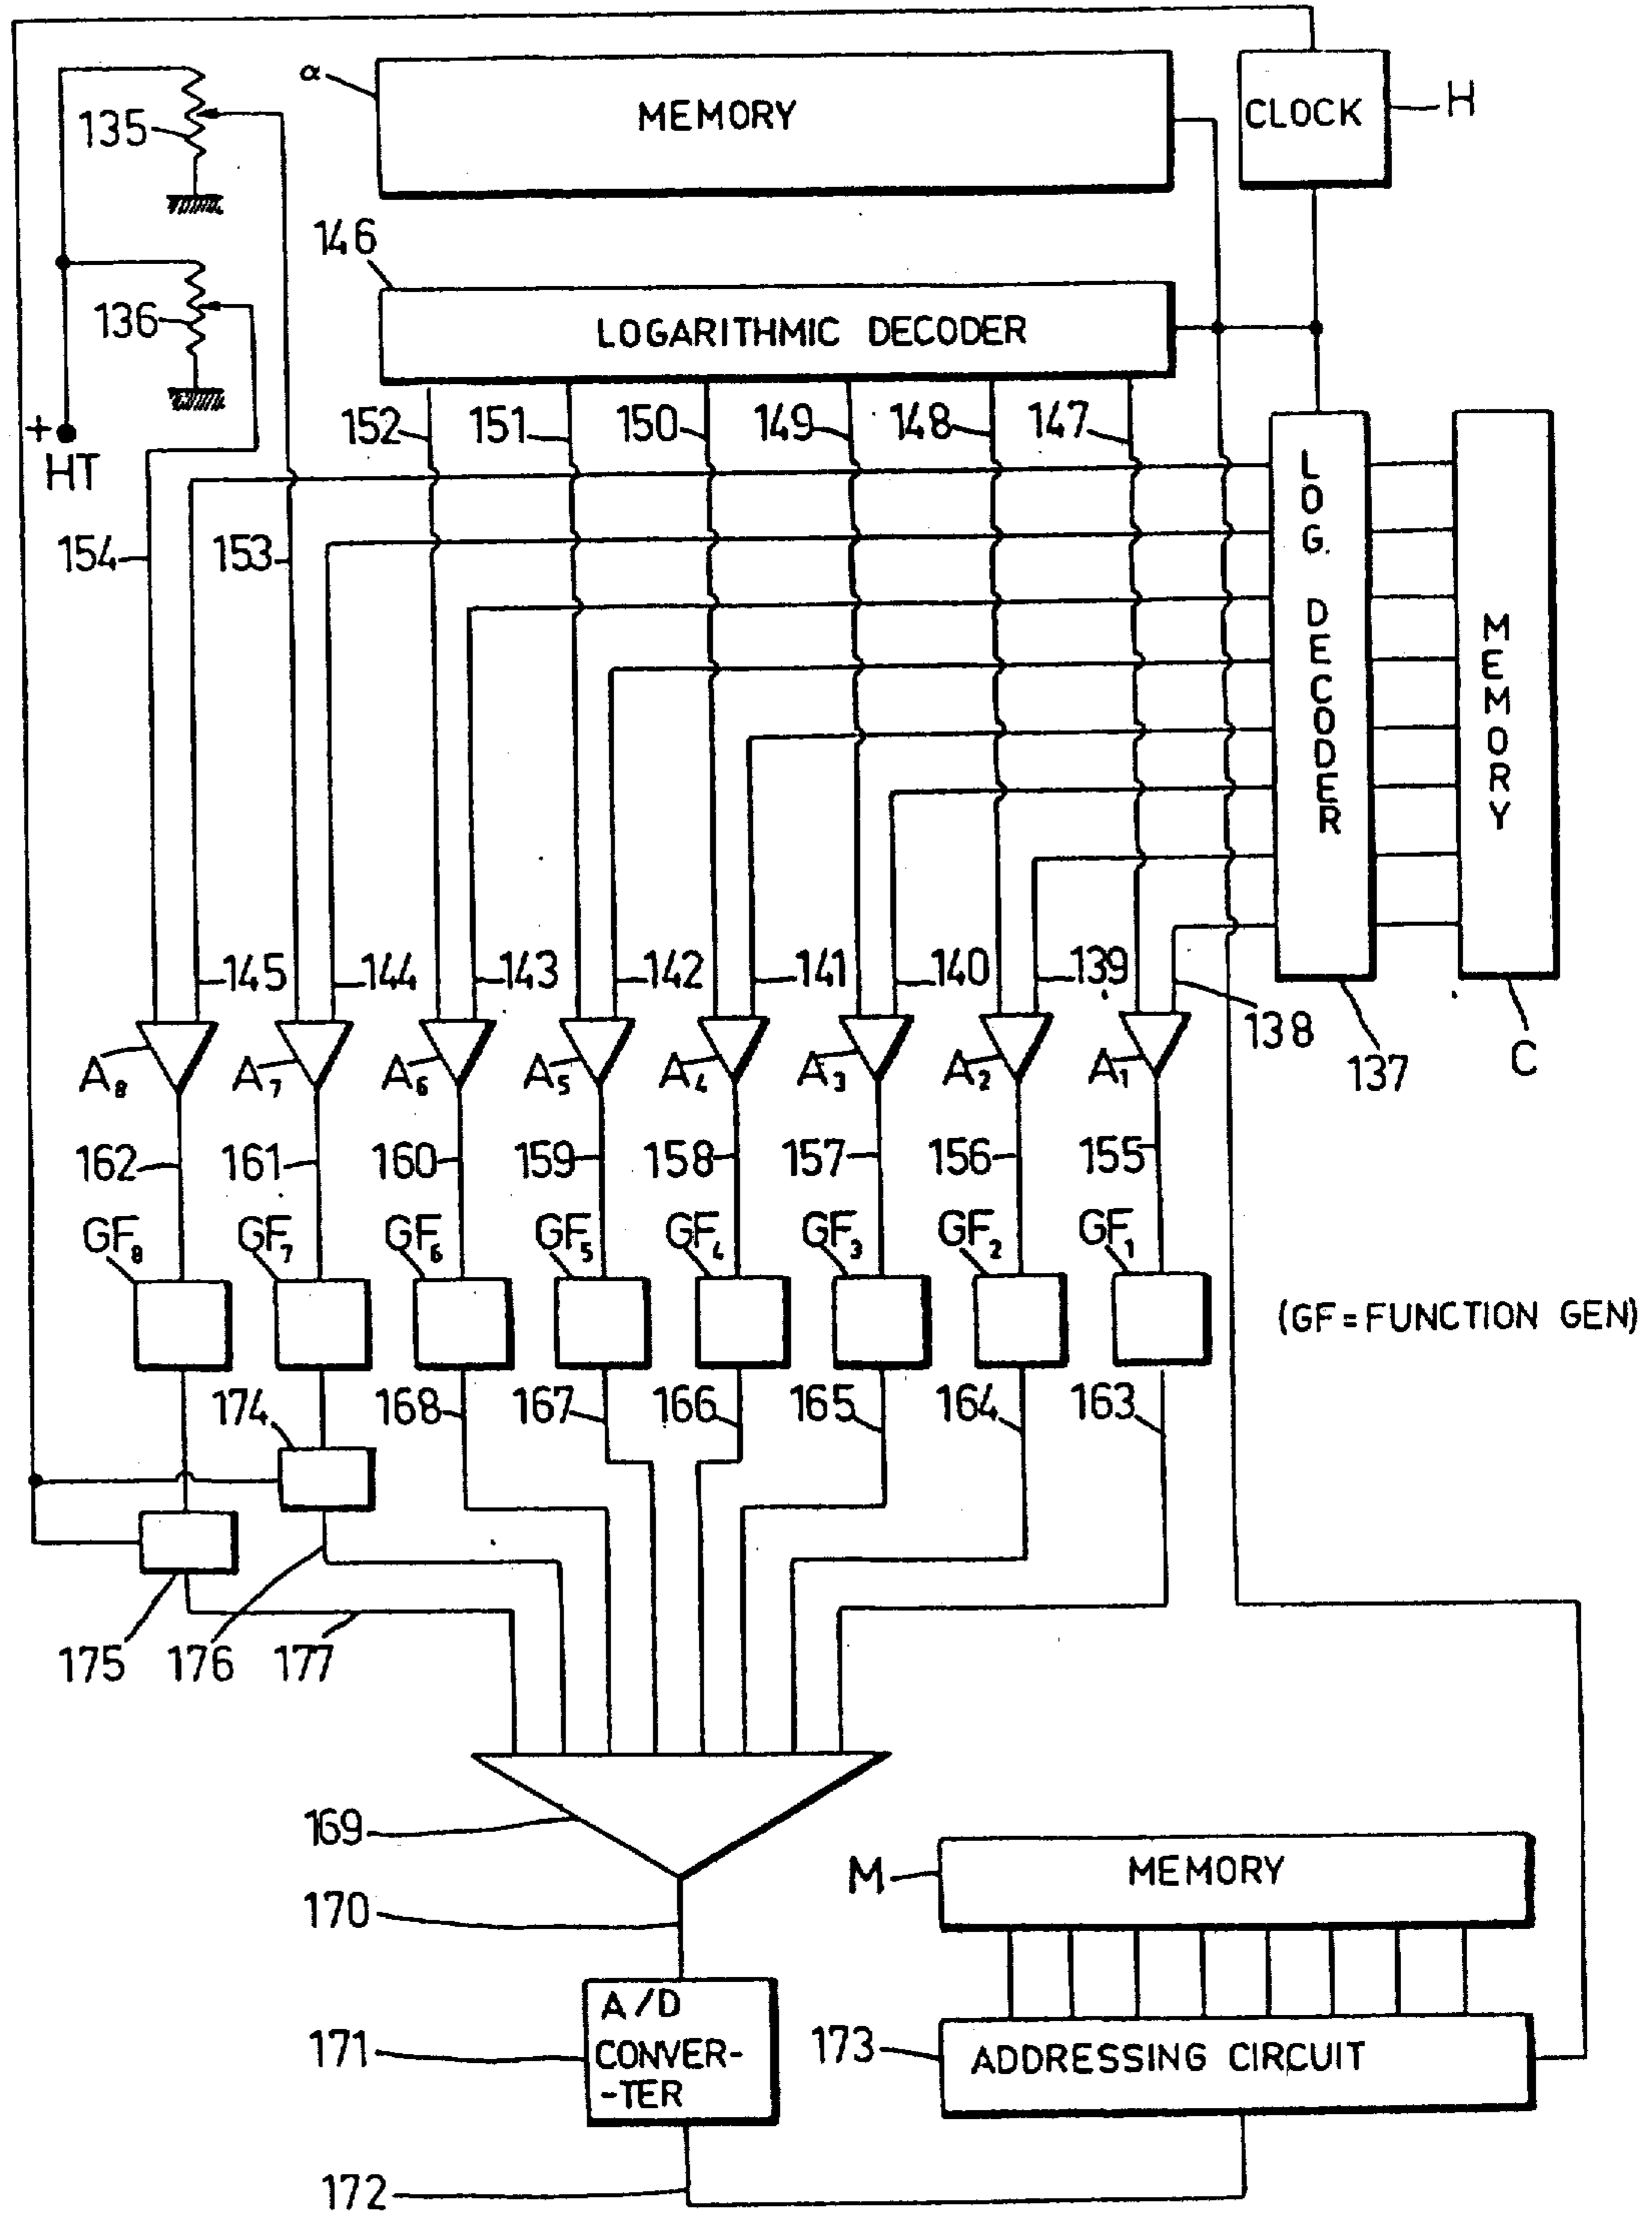 α
MEMORY
CLOCK
H
135
146
136
LOGARITHMIC DECODER
+
HT
152
151
150
149
148
147
154
153
LOG. DECODER
MEMORY
145
144
143
142
141
140
139
138
137
C
A8
A7
A6
A5
A4
A3
A2
A1
162
161
160
159
158
157
156
155
GF8
GF7
GF6
GF5
GF4
GF3
GF2
GF1
(GF=FUNCTION GEN)
174
168
167
166
165
164
163
175
176
177
169
M
MEMORY
170
A/D
CONVER-
-TER
171
173
ADDRESSING CIRCUIT
172